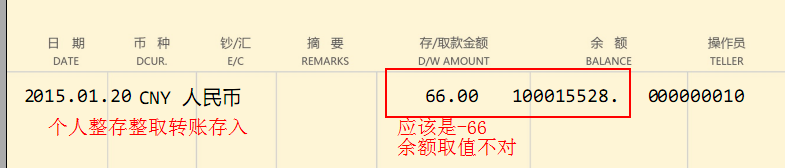 日 期 币 种 钞/汇 摘 要 存/取款金额 余 额 操作员
DATE DCUR. E/C REMARKS D/W AMOUNT BALANCE TELLER
2015.01.20 CNY 人民币 66.00 100015528. 000000010
个人整存整取转账存入 应该是-66
余额取值不对